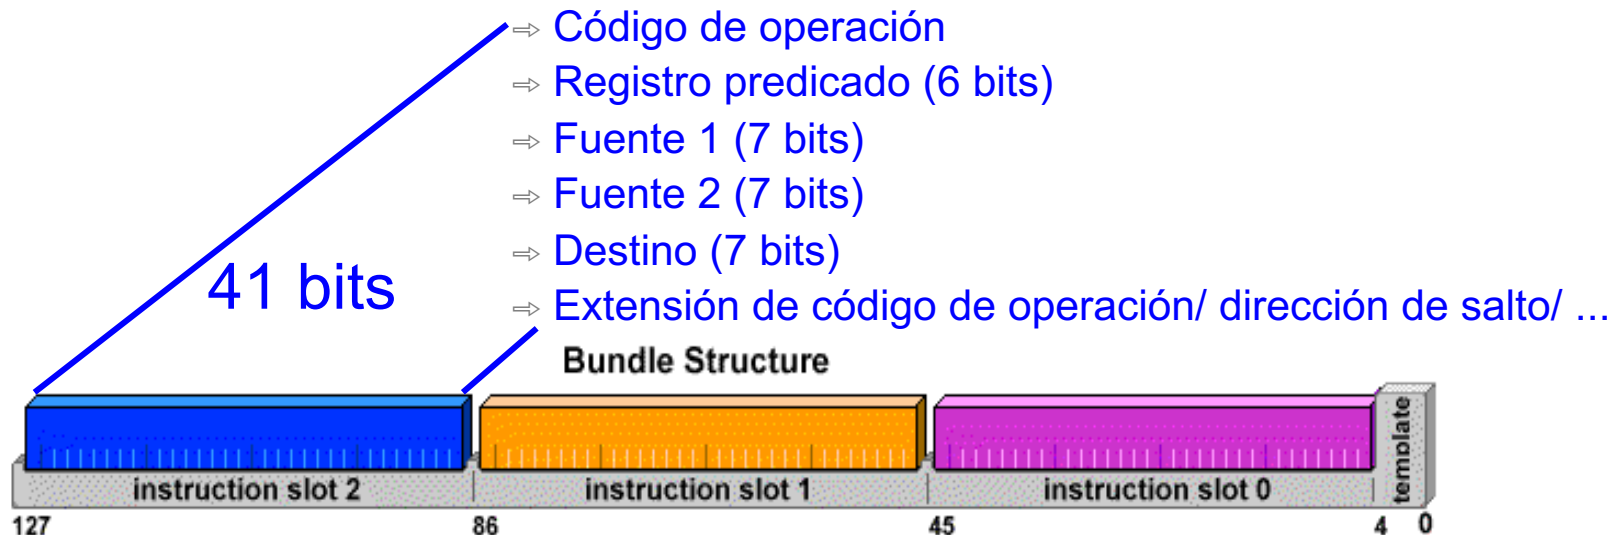 ⇨ Código de operación
⇨ Registro predicado (6 bits)
⇨ Fuente 1 (7 bits)
⇨ Fuente 2 (7 bits)
⇨ Destino (7 bits)
41 bits
⇨ Extensión de código de operación/ dirección de salto/ ...
Bundle Structure
instruction slot 2
instruction slot 1
instruction slot 0
template
127
86
45
4
0